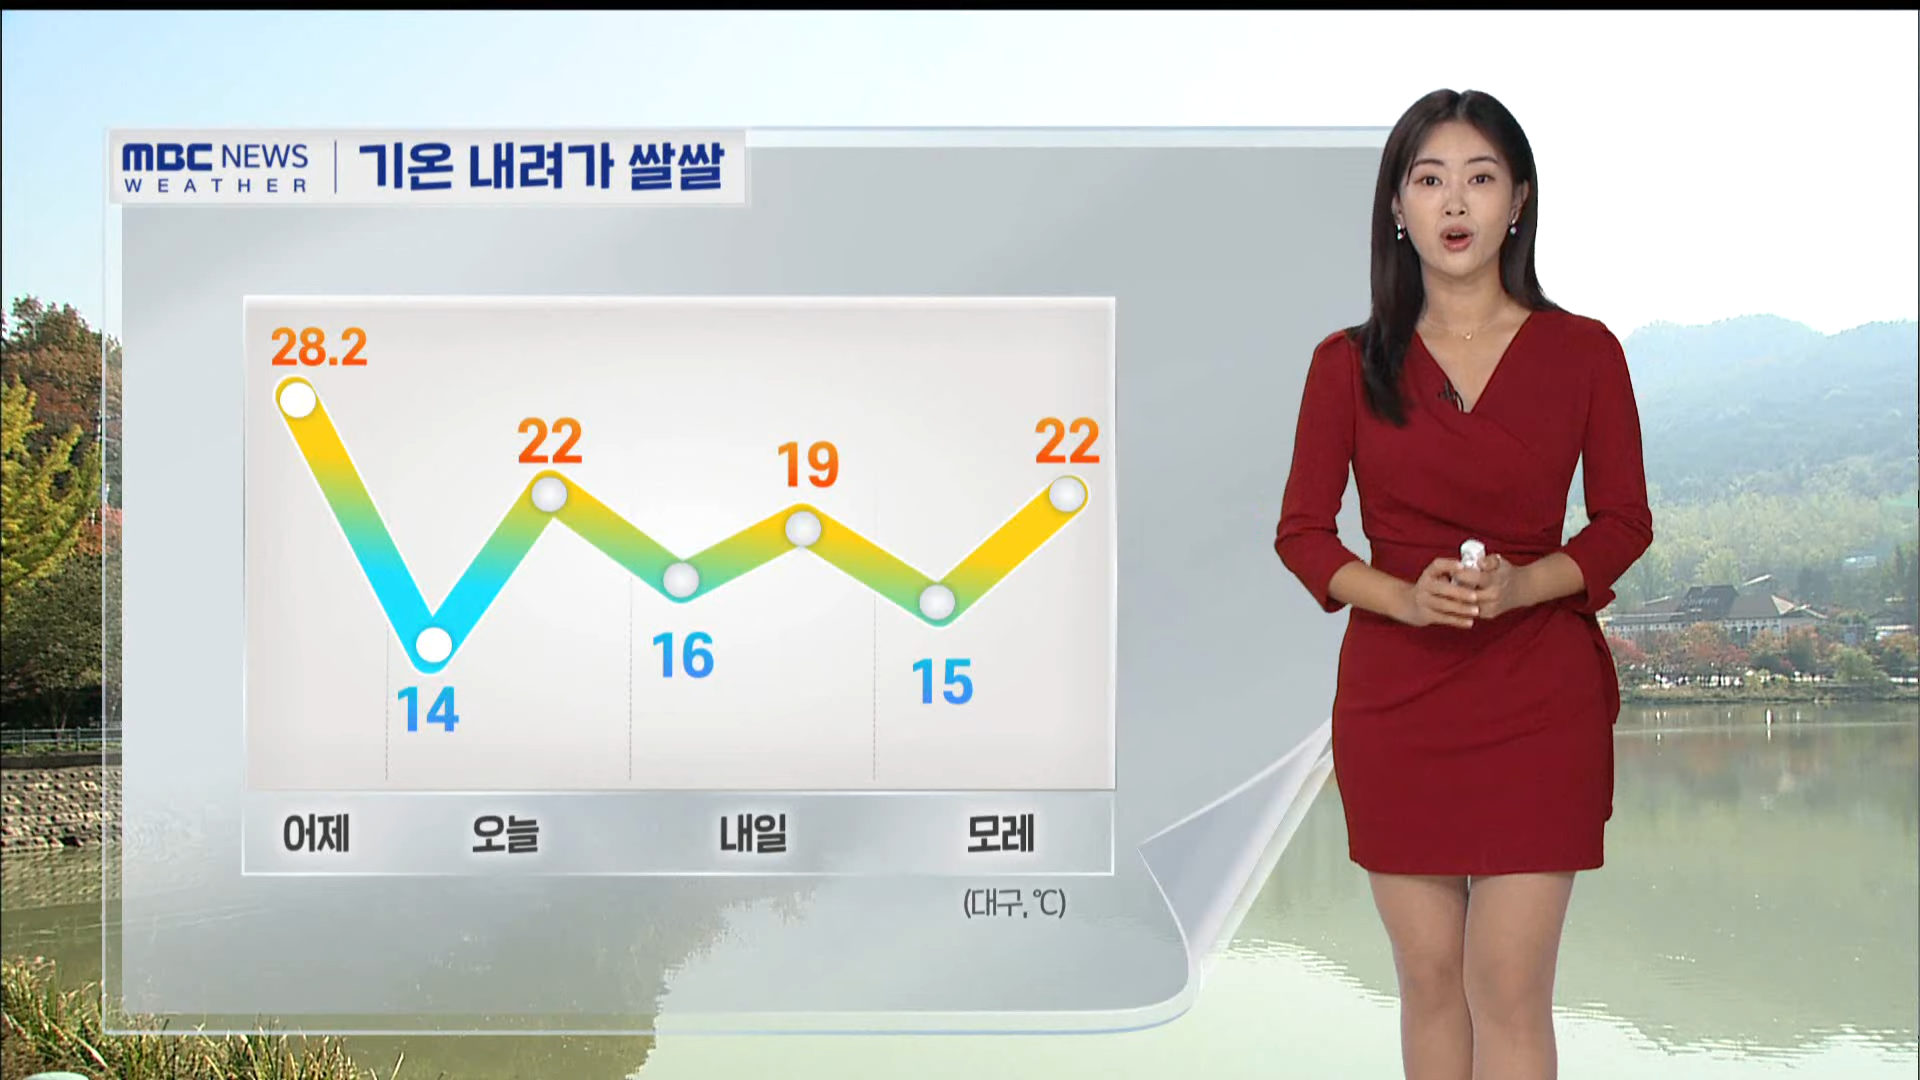 MBC NEWS
WEATHER
기온 내려가 쌀쌀
28.2
22
19
22
14
16
15
어제 오늘 내일 모레
(대구, ℃)